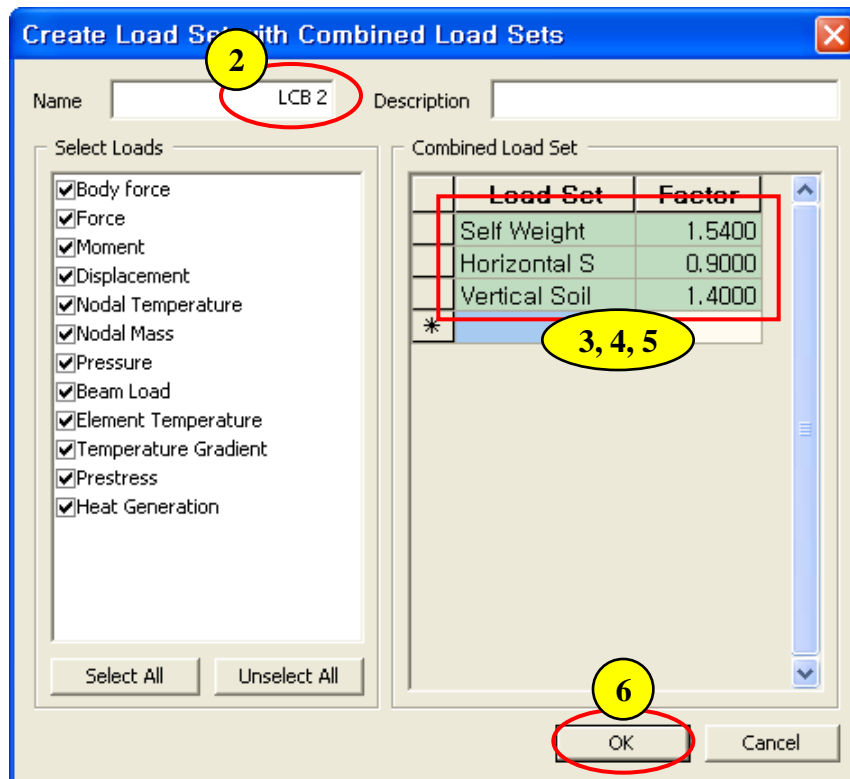 Create Load Set with Combined Load Sets
2
Name LCB 2 Description
Select Loads
Body force
Force
Moment
Displacement
Nodal Temperature
Nodal Mass
Pressure
Beam Load
Element Temperature
Temperature Gradient
Prestress
Heat Generation
Select All Unselect All
Combined Load Set
Load Set Factor
Self Weight 1.5400
Horizontal S 0.9000
Vertical Soil 1.4000
*
3, 4, 5
6
OK Cancel